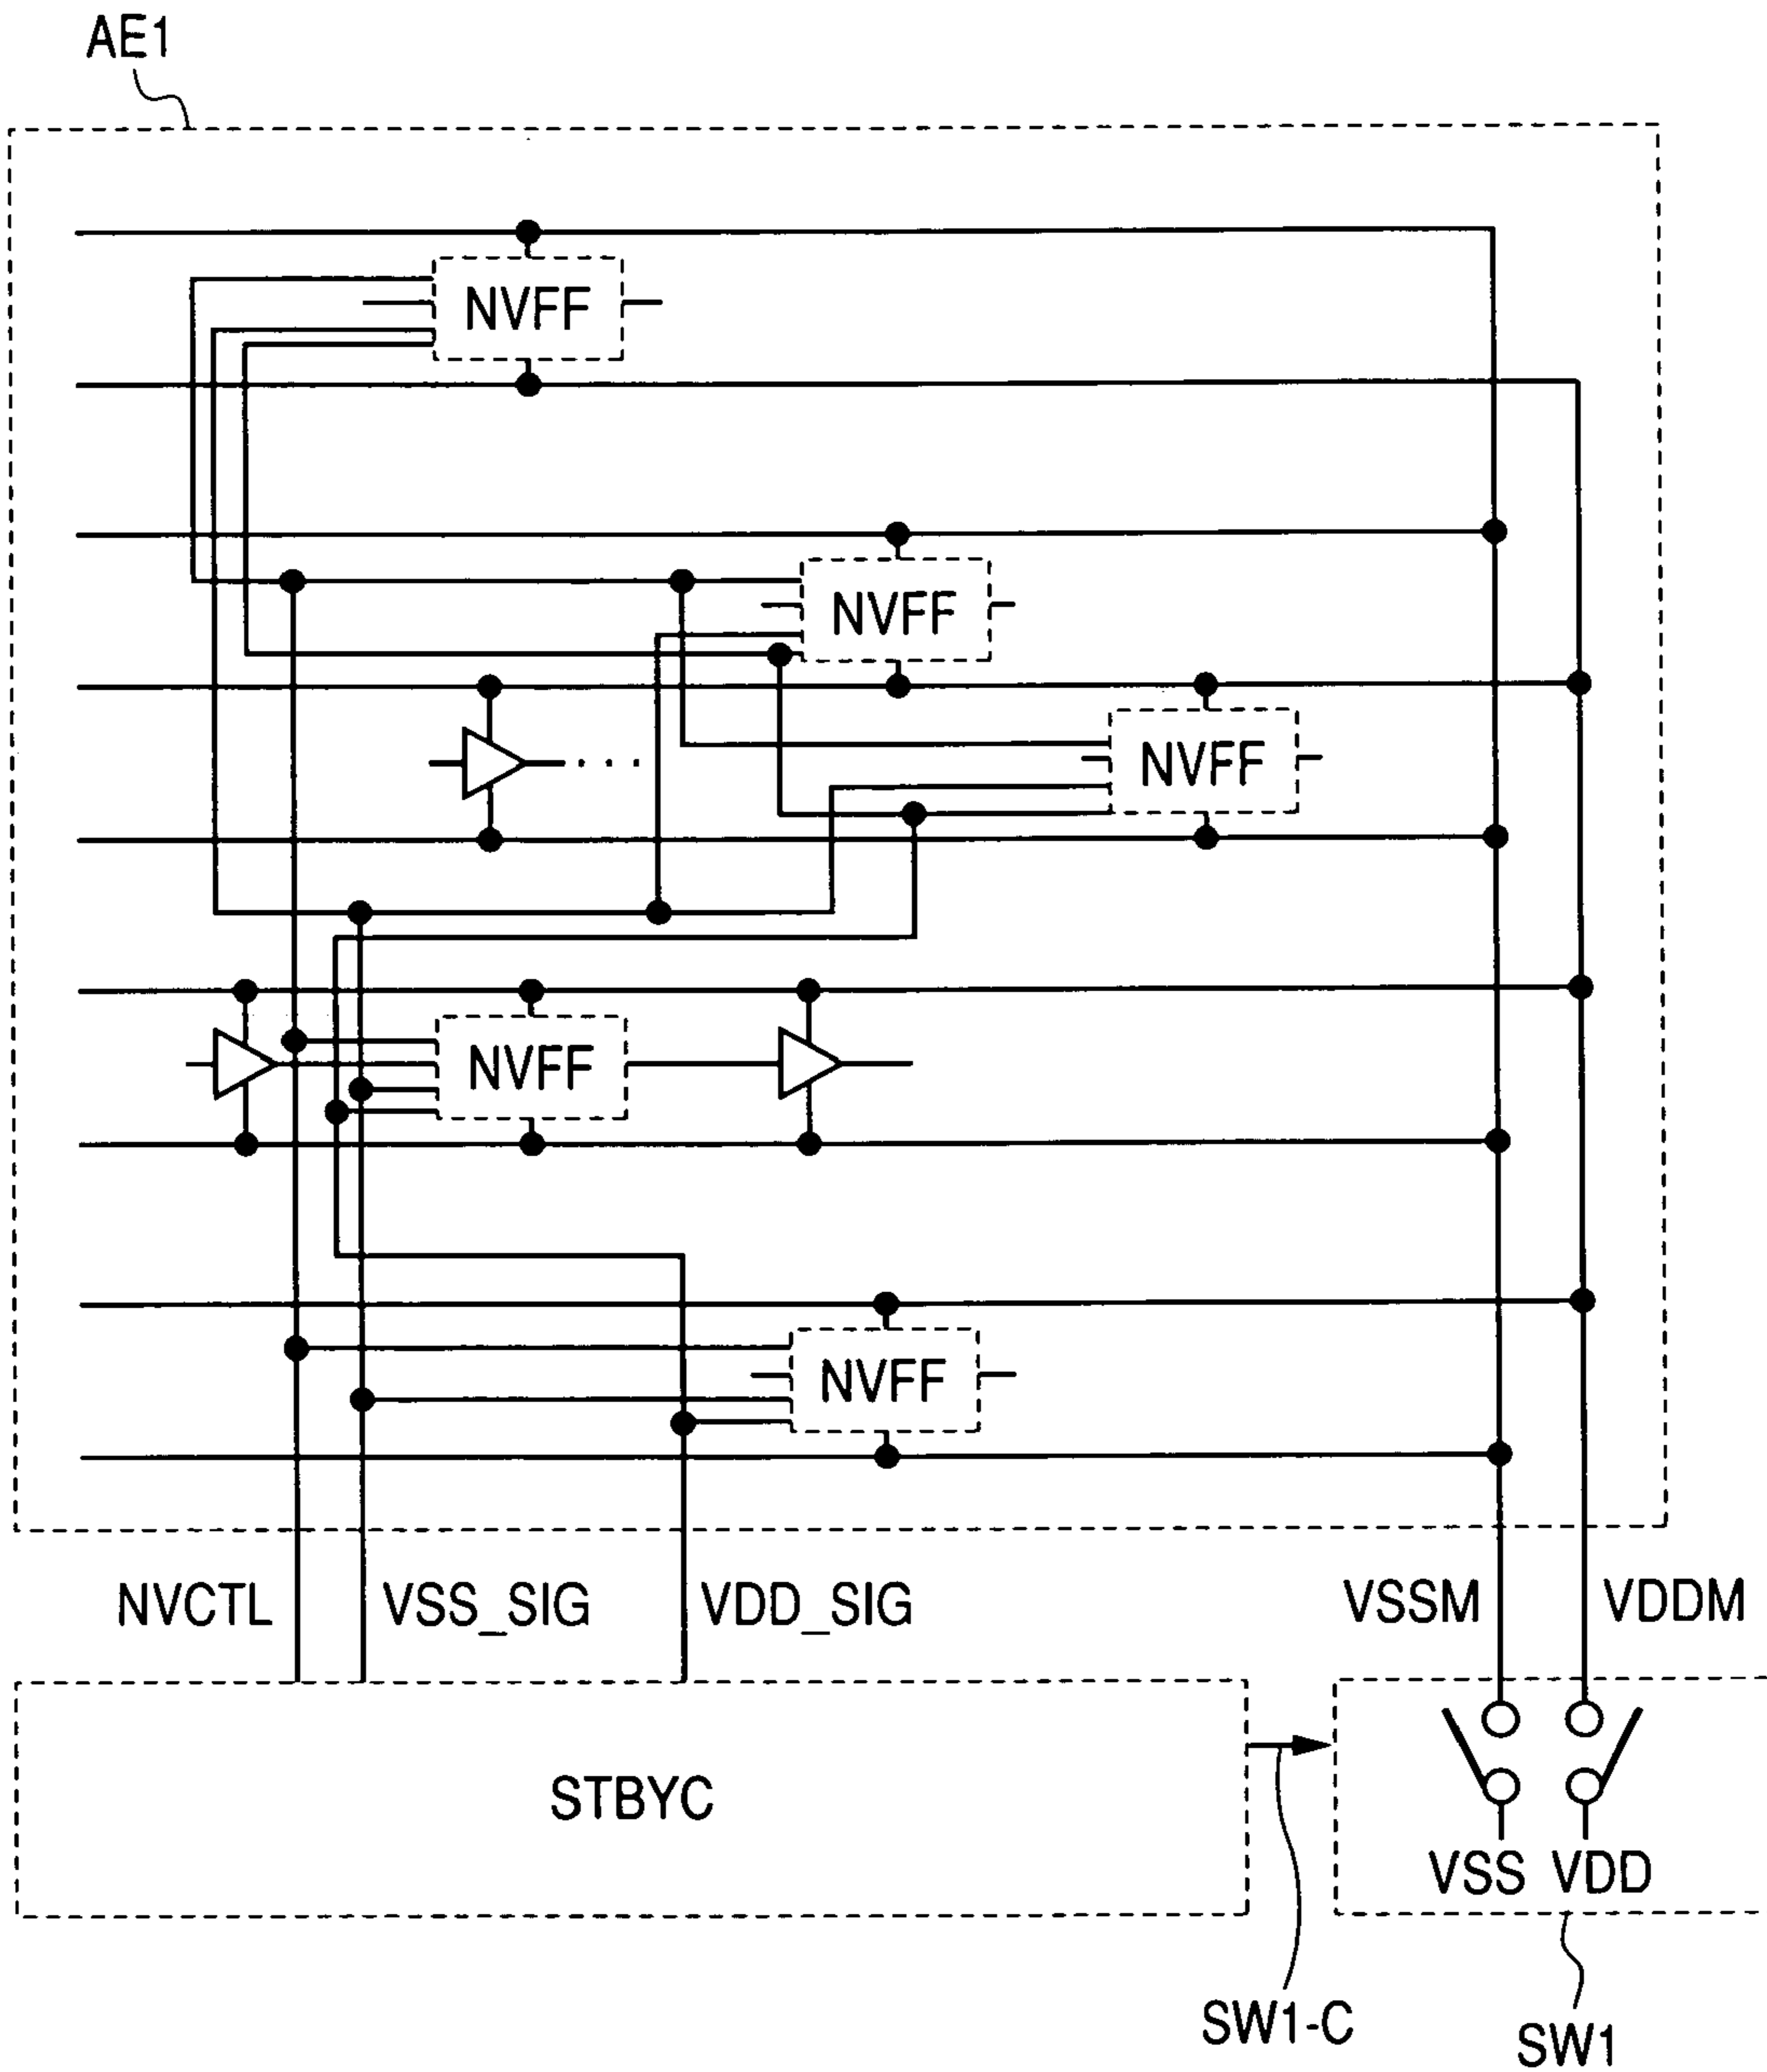 AE1
NVFF
NVFF
NVFF
NVFF
NVFF
NVCTL
VSS_SIG
VDD_SIG
VSSM
VDDM
STBYC
VSS
VDD
SW1-C
SW1